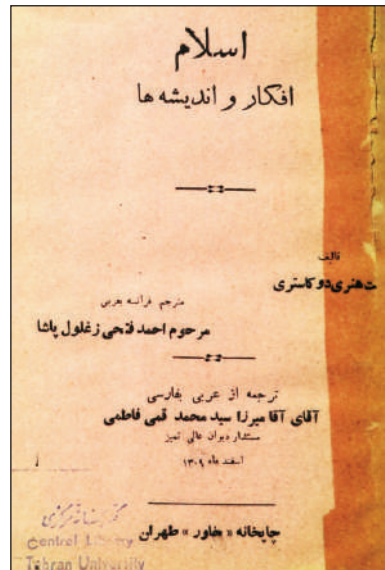 اسلام
افکار و اندیشه ها
تالیف
هنری دو کاستری
مترجم فرانسه بعربی
مرحوم احمد فتحی زغلول پاشا
ترجمه از عربی بفارسی
آقای آقا میرزا سید محمد قمی فاطمی
مستشار دیوان عالی تمیز
اسفند ماه ۱۳۰۹
چاپخانه « خاور » طهران
Central Library
Tehran University